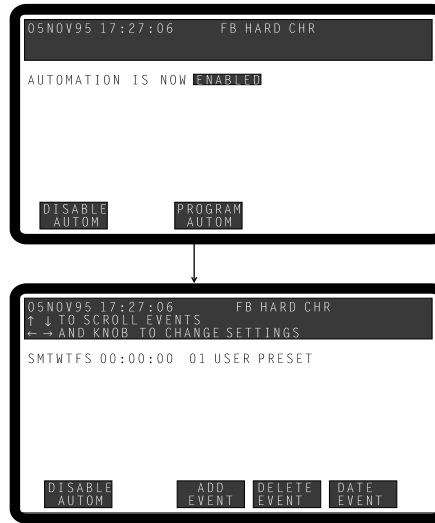 05NOV95 17:27:06 FB HARD CHR
AUTOMATION IS NOW ENABLED
DISABLE AUTOM
PROGRAM AUTOM
05NOV95 17:27:06 FB HARD CHR
↑ ↓ TO SCROLL EVENTS
← → AND KNOB TO CHANGE SETTINGS
SMTWTFS 00:00:00 01 USER PRESET
DISABLE AUTOM
ADD EVENT
DELETE EVENT
DATE EVENT